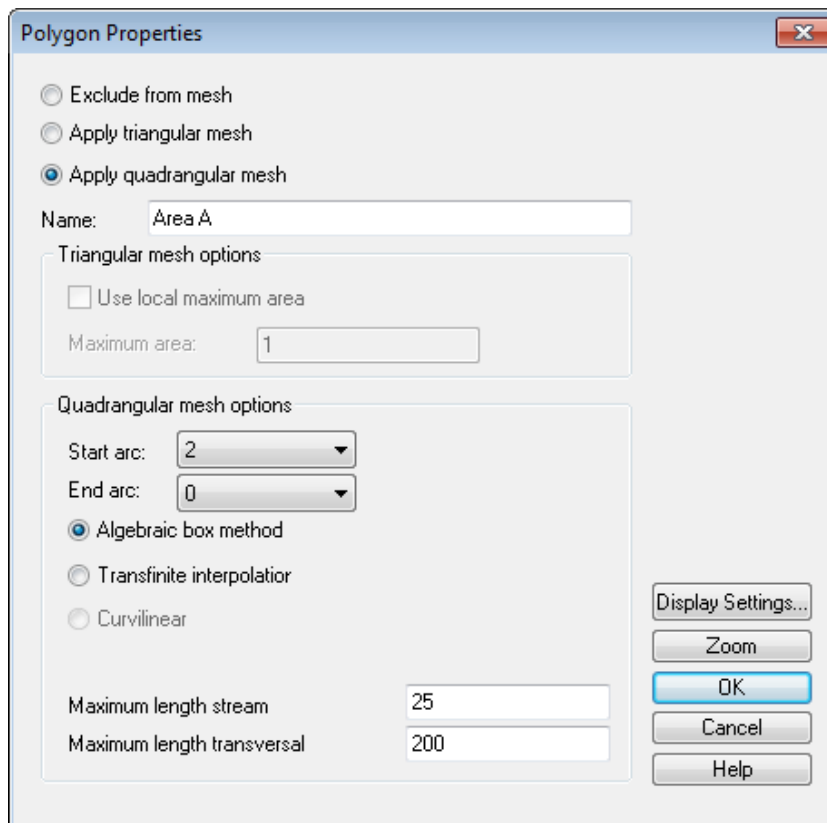 Polygon Properties
Exclude from mesh
Apply triangular mesh
Apply quadrangular mesh
Name: Area A
Triangular mesh options
Use local maximum area
Maximum area: 1
Quadrangular mesh options
Start arc: 2
End arc: 0
Algebraic box method
Transfinite interpolatior
Curvilinear
Display Settings...
Zoom
Maximum length stream 25
OK
Maximum length transversal 200
Cancel
Help